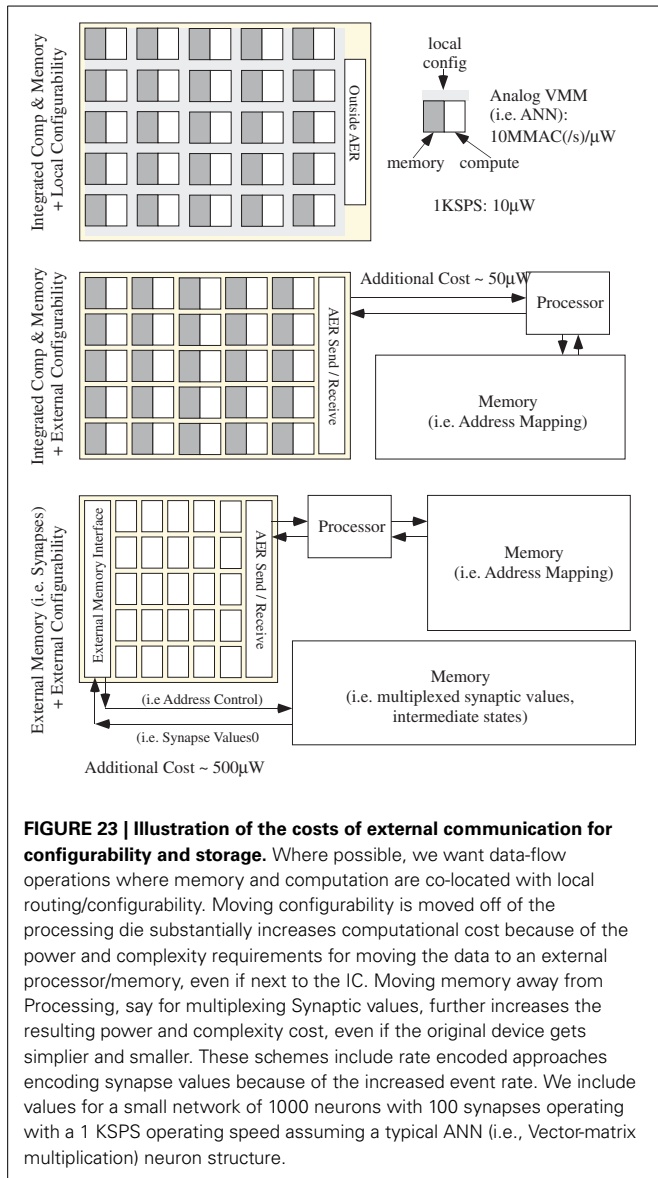 Integrated Comp & Memory
+ Local Configurability
Outside AER
local
config
memory
compute
Analog VMM
(i.e. ANN):
10MMAC(/s)/μW
1KSPS: 10μW
Integrated Comp & Memory
+ External Configurability
AER Send / Receive
Additional Cost ~ 50μW
Processor
Memory
(i.e. Address Mapping)
External Memory (i.e. Synapses)
+ External Configurability
External Memory Interface
AER Send / Receive
Processor
Memory
(i.e. Address Mapping)
(i.e Address Control)
(i.e. Synapse Values0
Memory
(i.e. multiplexed synaptic values,
intermediate states)
Additional Cost ~ 500μW
FIGURE 23 | Illustration of the costs of external communication for
configurability and storage. Where possible, we want data-flow
operations where memory and computation are co-located with local
routing/configurability. Moving configurability is moved off of the
processing die substantially increases computational cost because of the
power and complexity requirements for moving the data to an external
processor/memory, even if next to the IC. Moving memory away from
Processing, say for multiplexing Synaptic values, further increases the
resulting power and complexity cost, even if the original device gets
simplier and smaller. These schemes include rate encoded approaches
encoding synapse values because of the increased event rate. We include
values for a small network of 1000 neurons with 100 synapses operating
with a 1 KSPS operating speed assuming a typical ANN (i.e., Vector-matrix
multiplication) neuron structure.